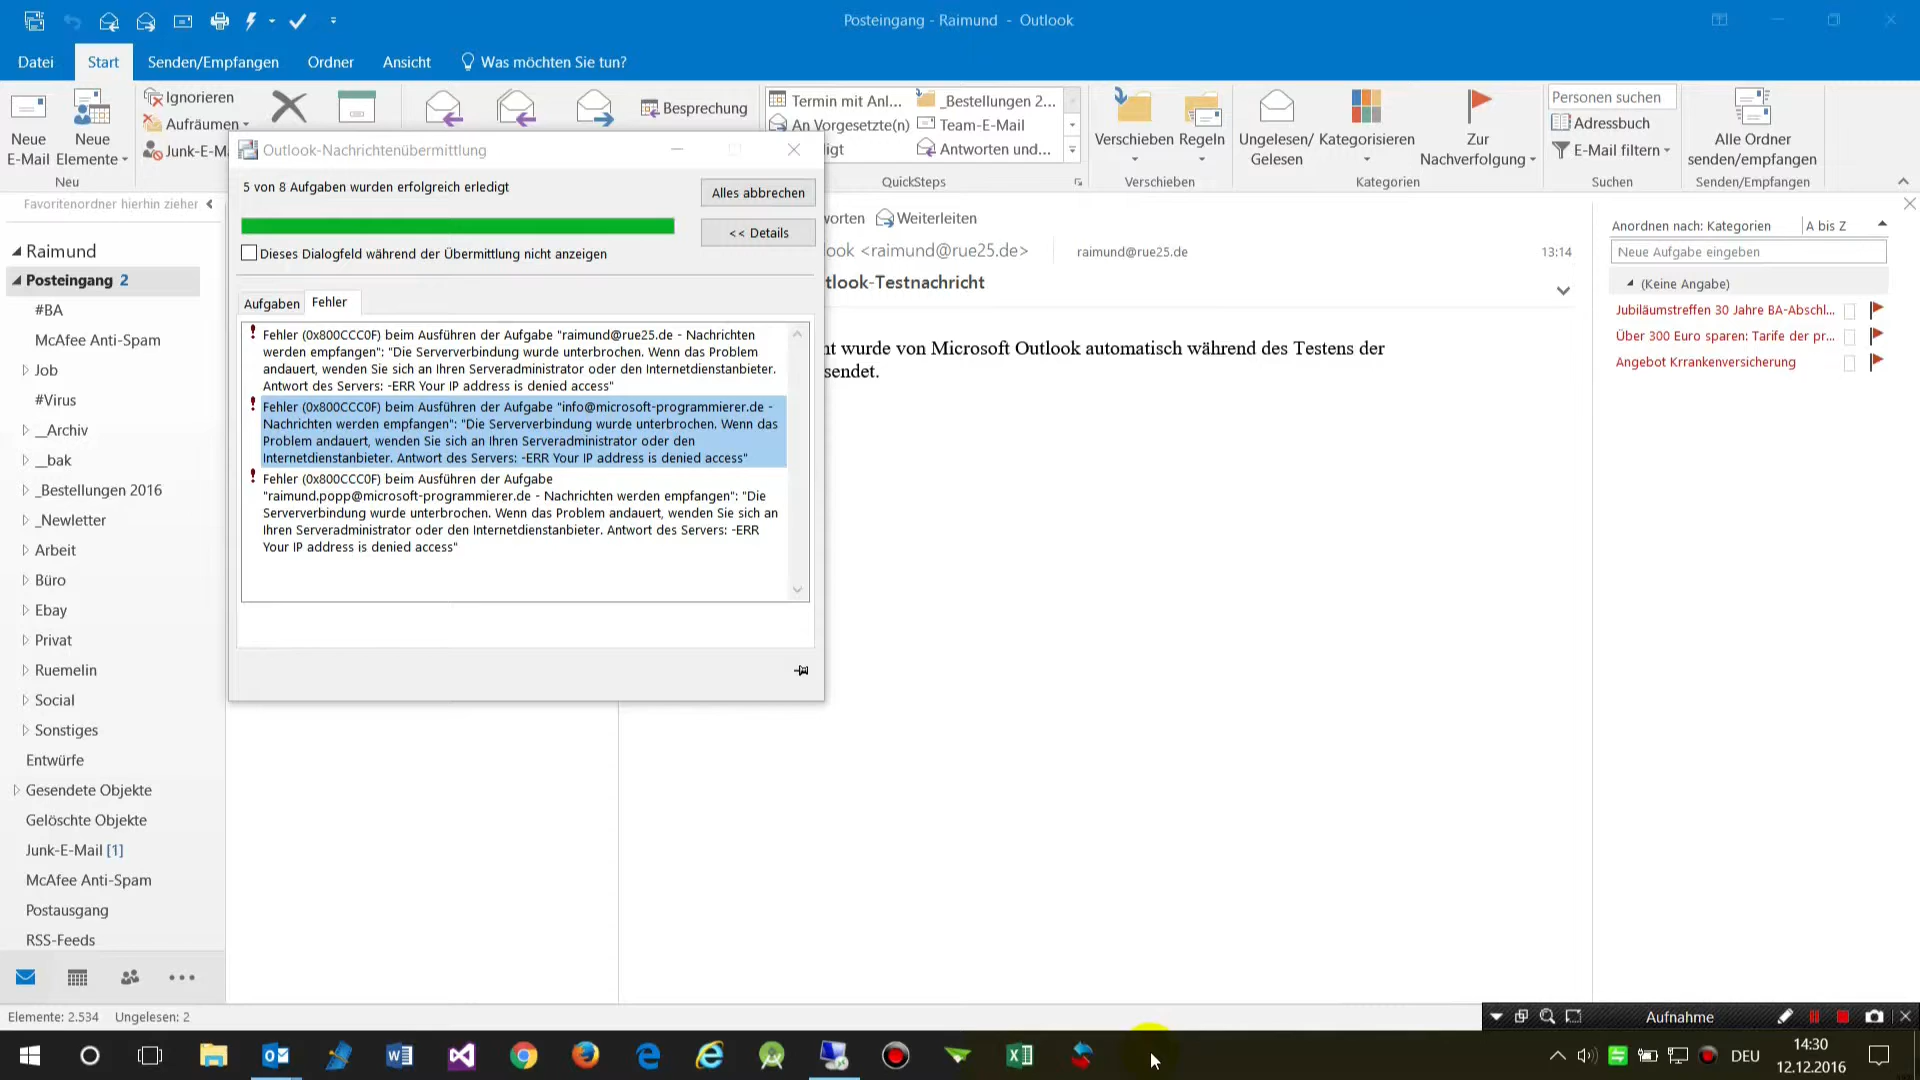 Posteingang - Raimund - Outlook
Datei Start Senden/Empfangen Ordner Ansicht Was möchten Sie tun?
Neue E-Mail
Neue Elemente
Neu
Ignorieren
Aufräumen
Junk-E-M
Besprechung
Termin mit Anl...
An Vorgesetzte(n)
_Bestellungen 2...
Team-E-Mail
Antworten und...
QuickSteps
Verschieben
Regeln
Verschieben
Ungelesen/
Gelesen
Kategorisieren
Zur
Nachverfolgung
Kategorien
Personen suchen
Adressbuch
E-Mail filtern
Suchen
Alle Ordner
senden/empfangen
Senden/Empfangen
Favoritenordner hierhin zieher
Raimund
Posteingang 2
#BA
McAfee Anti-Spam
Job
#Virus
__Archiv
__bak
_Bestellungen 2016
_Newletter
Arbeit
Büro
Ebay
Privat
Ruemelin
Social
Sonstiges
Entwürfe
Gesendete Objekte
Gelöschte Objekte
Junk-E-Mail [1]
McAfee Anti-Spam
Postausgang
RSS-Feeds
Outlook-Nachrichtenübermittlung
5 von 8 Aufgaben wurden erfolgreich erledigt
Alles abbrechen
<< Details
Dieses Dialogfeld während der Übermittlung nicht anzeigen
Aufgaben Fehler
Fehler (0x800CCC0F) beim Ausführen der Aufgabe "raimund@rue25.de - Nachrichten
werden empfangen": "Die Serververbindung wurde unterbrochen. Wenn das Problem
andauert, wenden Sie sich an Ihren Serveradministrator oder den Internetdienstanbieter.
Antwort des Servers: -ERR Your IP address is denied access"
Fehler (0x800CCC0F) beim Ausführen der Aufgabe "info@microsoft-programmierer.de -
Nachrichten werden empfangen": "Die Serververbindung wurde unterbrochen. Wenn das
Problem andauert, wenden Sie sich an Ihren Serveradministrator oder den
Internetdienstanbieter. Antwort des Servers: -ERR Your IP address is denied access"
Fehler (0x800CCC0F) beim Ausführen der Aufgabe
"raimund.popp@microsoft-programmierer.de - Nachrichten werden empfangen": "Die
Serververbindung wurde unterbrochen. Wenn das Problem andauert, wenden Sie sich an
Ihren Serveradministrator oder den Internetdienstanbieter. Antwort des Servers: -ERR
Your IP address is denied access"
orten Weiterleiten
ook <raimund@rue25.de> raimund@rue25.de 13:14
tlook-Testnachricht
nt wurde von Microsoft Outlook automatisch während des Testens der
sendet.
Anordnen nach: Kategorien A bis Z
Neue Aufgabe eingeben
(Keine Angabe)
Jubiläumstreffen 30 Jahre BA-Abschl...
Über 300 Euro sparen: Tarife der pr...
Angebot Krrankenversicherung
Elemente: 2.534 Ungelesen: 2
Aufnahme
DEU
14:30
12.12.2016